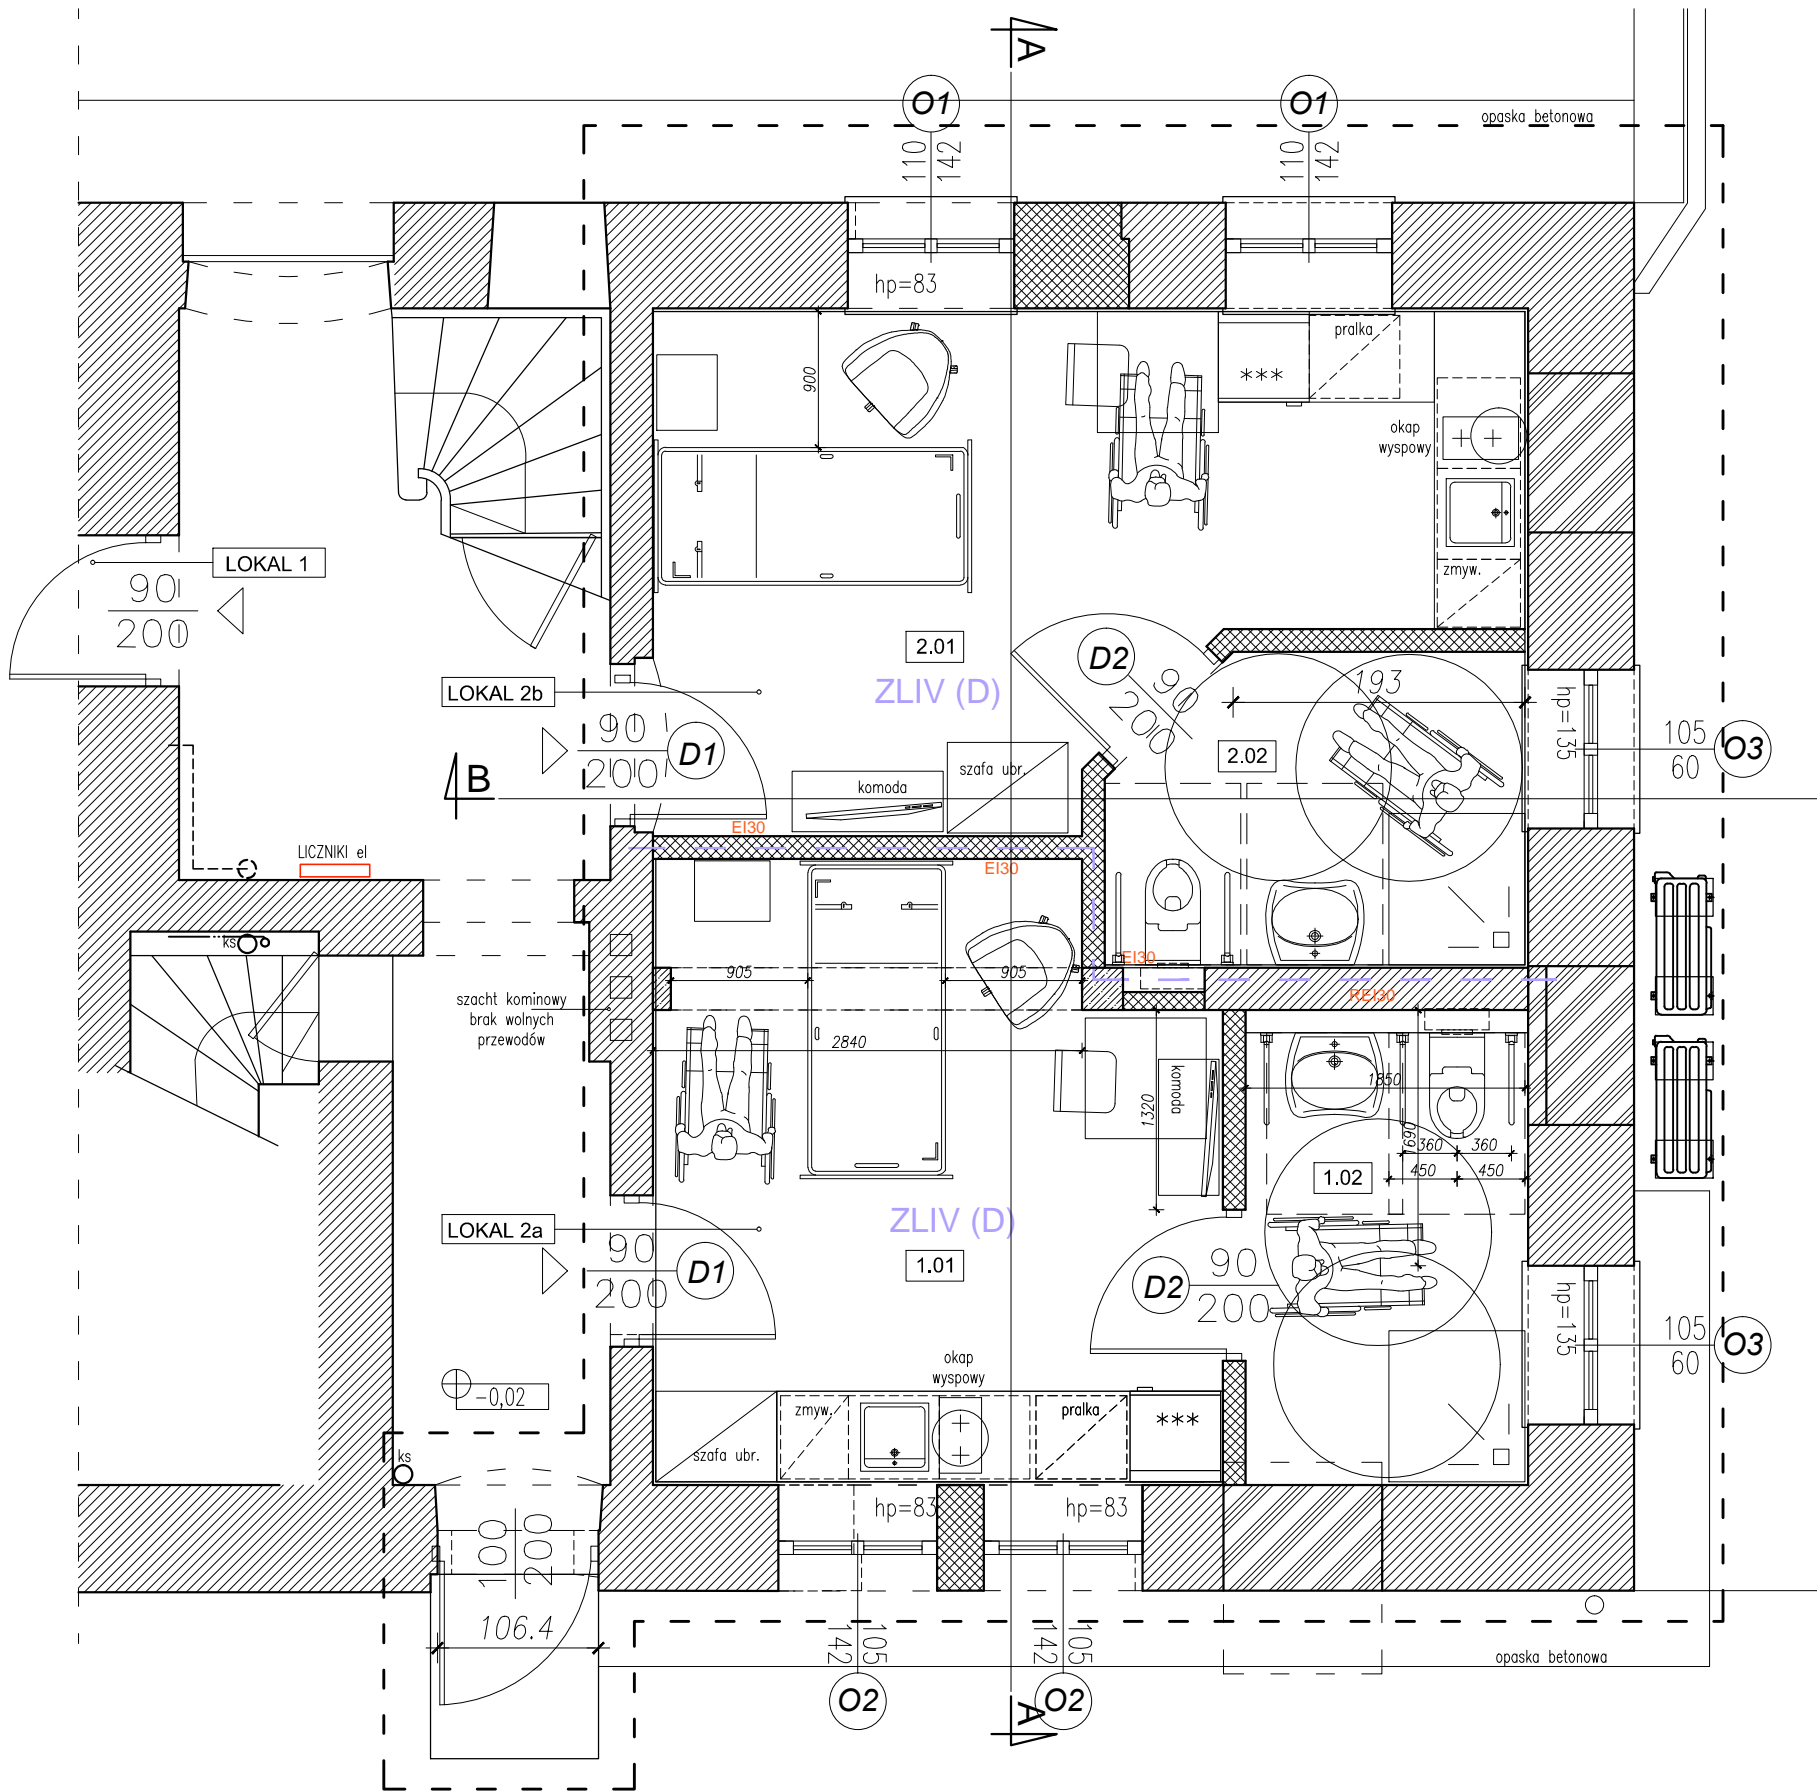 A
O1
O1
opaska betonowa
110
142
110
142
hp=83
pralka
***
900
okap
wyspowy
LOKAL 1
90
200
zmyw.
2.01
D2
90
200
193
ZLIV (D)
LOKAL 2b
90
200
D1
hp=135
105
60
O3
2.02
szafa ubr.
komoda
B
EI30
LICZNIKI el
EI30
ks
EI30
905
905
REI30
szacht kominowy
brak wolnych
przewodów
2840
komoda
1320
1850
1690
360
360
450
450
1.02
LOKAL 2a
ZLIV (D)
90
200
D1
1.01
D2
90
200
hp=135
105
60
O3
okap
wyspowy
-0,02
zmyw.
pralka
***
szafa ubr.
ks
hp=83
hp=83
100
200
106.4
105
142
105
142
opaska betonowa
O2
O2
A